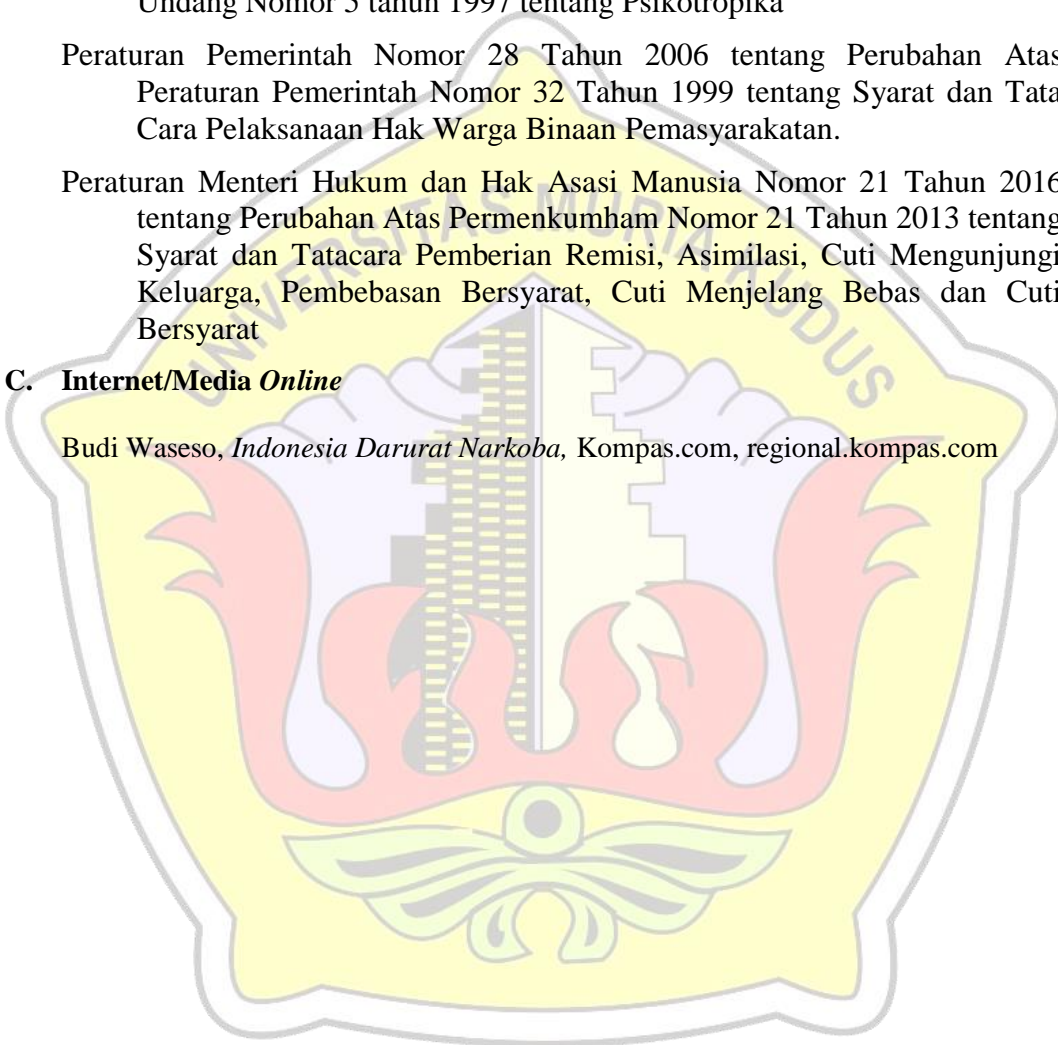 Undang Nomor 5 tahun 1997 tentang Psikotropika
Peraturan Pemerintah Nomor 28 Tahun 2006 tentang Perubahan Atas
Peraturan Pemerintah Nomor 32 Tahun 1999 tentang Syarat dan Tata
Cara Pelaksanaan Hak Warga Binaan Pemasyarakatan.
Peraturan Menteri Hukum dan Hak Asasi Manusia Nomor 21 Tahun 2016
tentang Perubahan Atas Permenkumham Nomor 21 Tahun 2013 tentang
Syarat dan Tatacara Pemberian Remisi, Asimilasi, Cuti Mengunjungi
Keluarga, Pembebasan Bersyarat, Cuti Menjelang Bebas dan Cuti
Bersyarat
C. Internet/Media Online
Budi Waseso, Indonesia Darurat Narkoba, Kompas.com, regional.kompas.com
UNIVERSITAS MURIA KUDUS